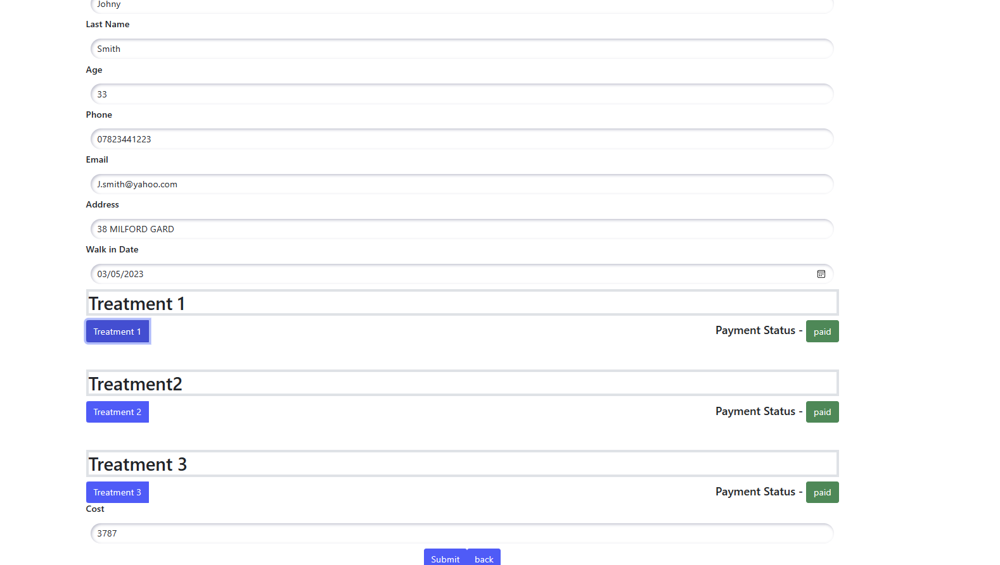 Johny
Last Name
Smith
Age
33
Phone
07823441223
Email
J.smith@yahoo.com
Address
38 MILFORD GARD
Walk in Date
03/05/2023
Treatment 1
Treatment 1 Payment Status - paid
Treatment2
Treatment 2 Payment Status - paid
Treatment 3
Treatment 3 Payment Status - paid
Cost
3787
Submit back